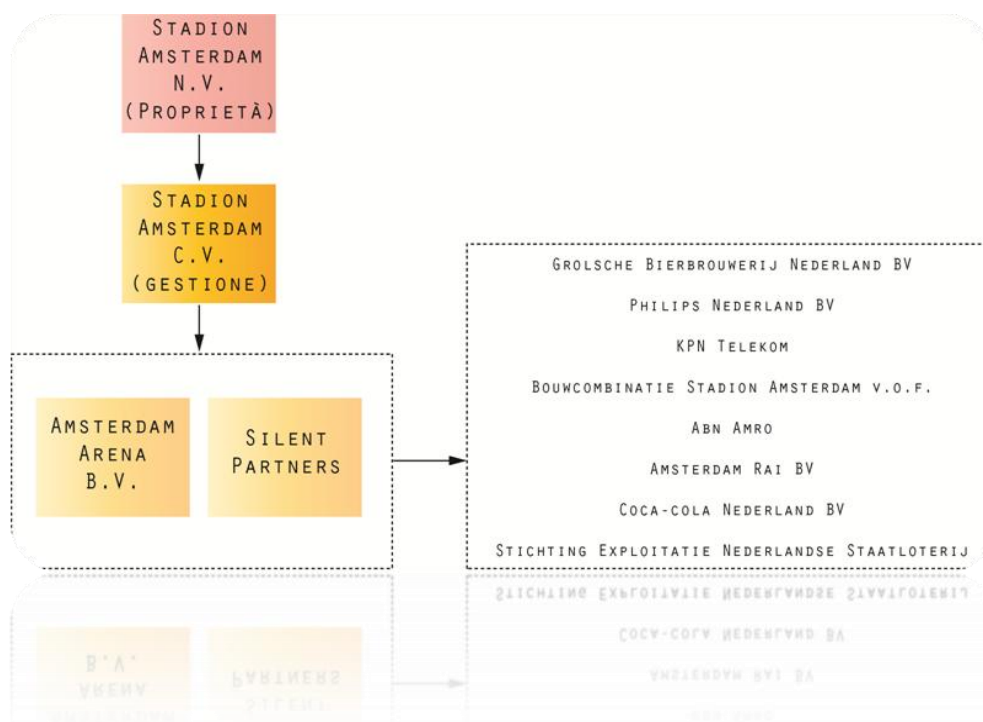 STADION
AMSTERDAM
N.V.
(PROPRIETÀ)
STADION
AMSTERDAM
C.V.
(GESTIONE)
AMSTERDAM
ARENA
B.V.
SILENT
PARTNERS
GROLSCHE BIERBROUWERIJ NEDERLAND BV
PHILIPS NEDERLAND BV
KPN TELEKOM
BOUWCOMBINATIE STADION AMSTERDAM V.O.F.
ABN AMRO
AMSTERDAM RAI BV
COCA-COLA NEDERLAND BV
STICHTING EXPLOITATIE NEDERLANDSE STAATLOTERIJ